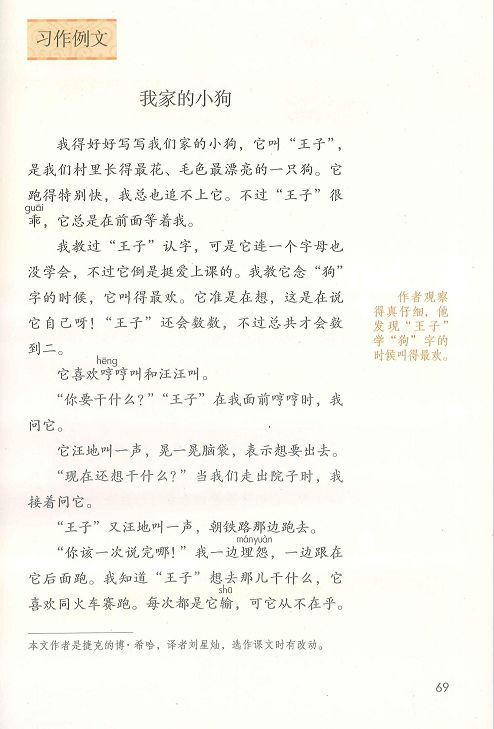 习作例文
我家的小狗
我得好好写写我们家的小狗，它叫“王子”，
是我们村里长得最花、毛色最漂亮的一只狗。它
跑得特别快，我总也追不上它。不过“王子”很
guāi
乖，它总是在前面等着我。
我教过“王子”认字，可是它连一个字母也
没学会，不过它倒是挺爱上课的。我教它念“狗”
字的时候，它叫得最欢。它准是在想，这是在说
它自己呀！“王子”还会数数，不过总共才会数
到二。
hēng
它喜欢哼哼叫和汪汪叫。
“你要干什么？”“王子”在我面前哼哼时，我
问它。
它汪地叫一声，晃一晃脑袋，表示想要出去。
“现在还想干什么？”当我们走出院子时，我
接着问它。
“王子”又汪地叫一声，朝铁路那边跑去。
mányuàn
“你该一次说完哪！”我一边埋怨，一边跟在
它后面跑。我知道“王子”想去那儿干什么，它
shū
喜欢同火车赛跑。每次都是它输，可它从不在乎。
作者观察
得真仔细，他
发现“王子”
学“狗”字的
时候叫得最欢。
本文作者是捷克的博·希哈，译者刘星灿，选作课文时有改动。
69